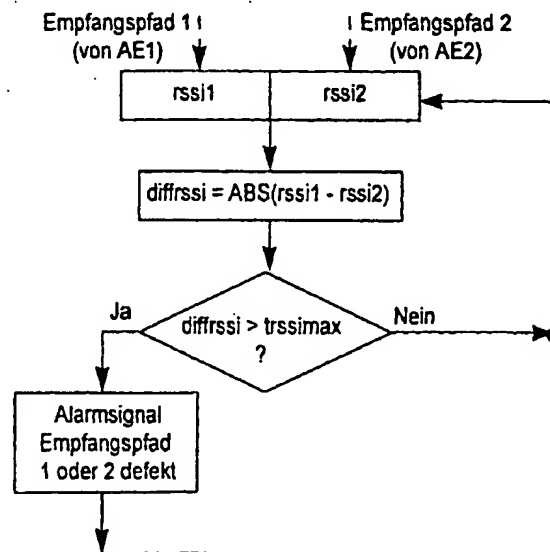 Empfangspfad 1
(von AE1)
Empfangspfad 2
(von AE2)
rssi1
rssi2
diffrssi = ABS(rssi1 - rssi2)
Ja
diffrssi > trssimax
?
Nein
Alarmsignal
Empfangspfad
1 oder 2 defekt